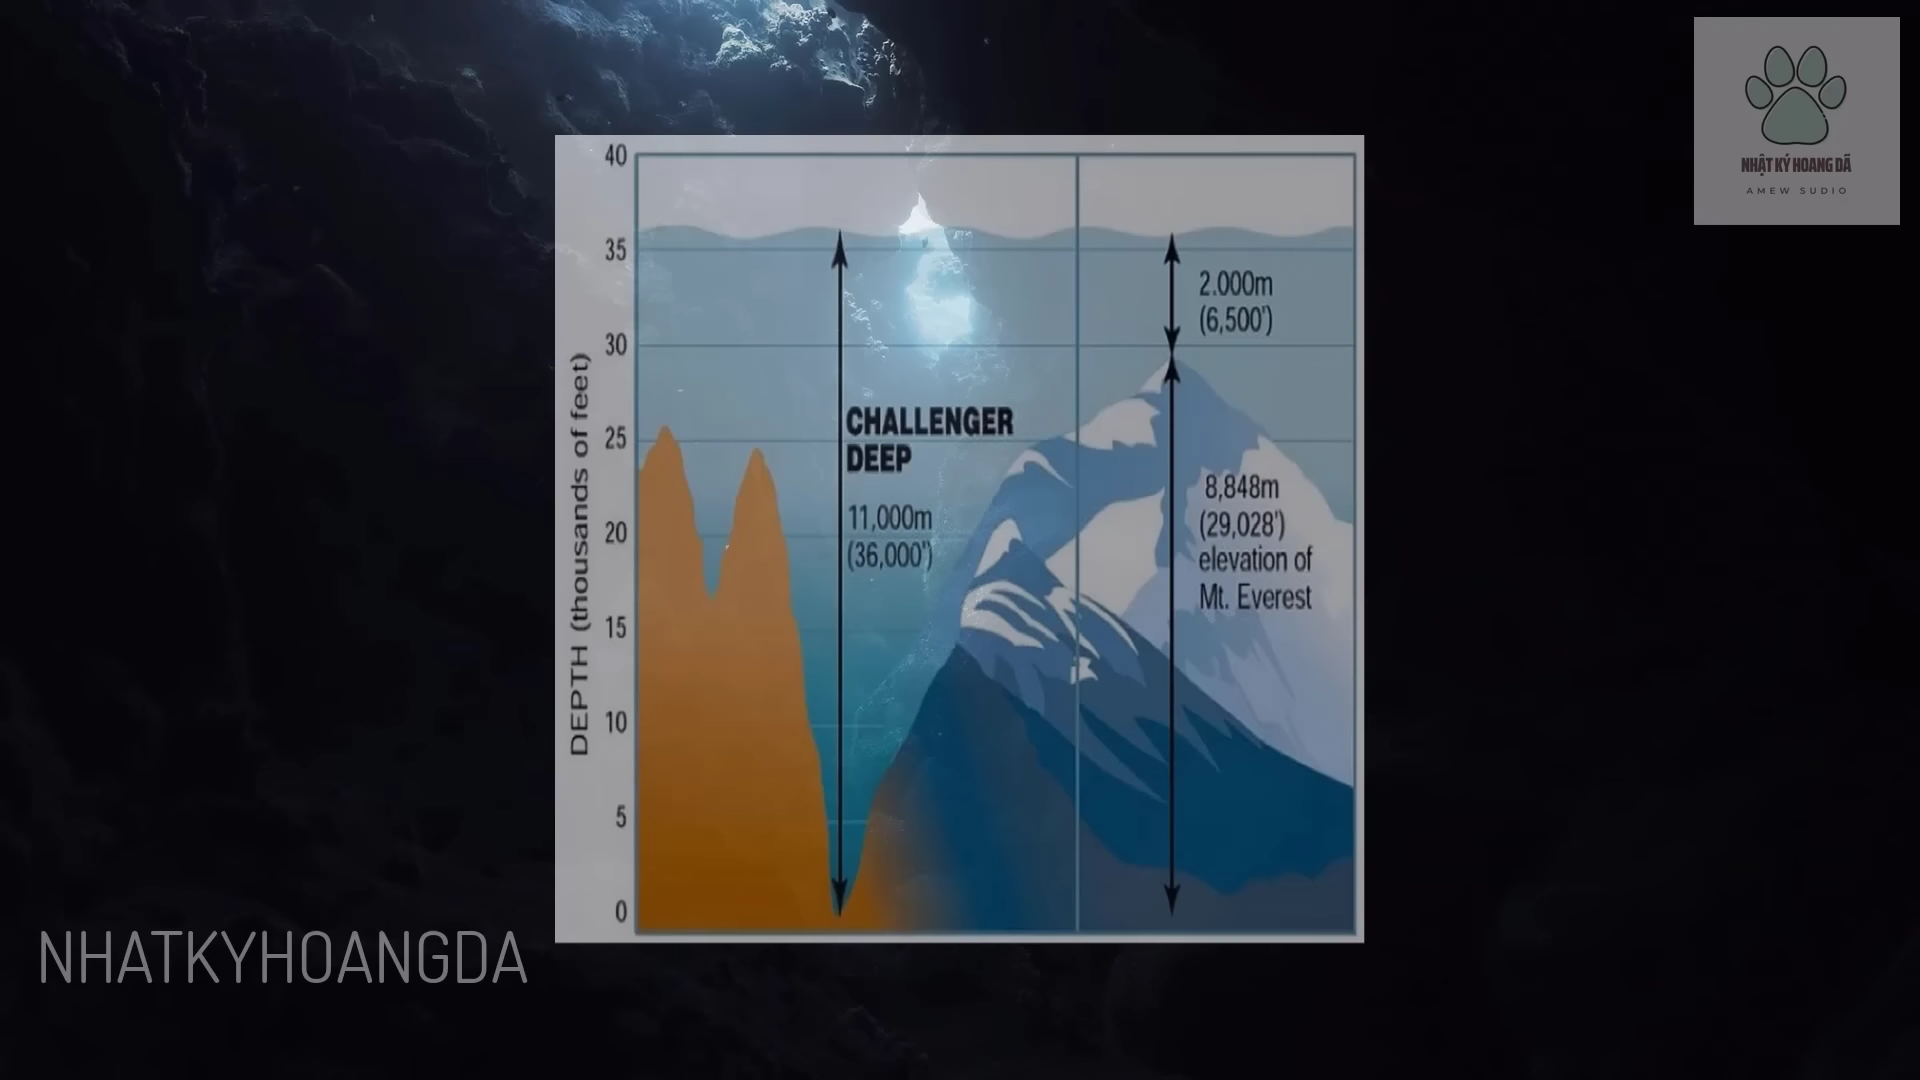 NHẬT KÝ HOANG DÃ
AMEW SUDIO
40
35
30
25
20
15
10
5
0
DEPTH (thousands of feet)
CHALLENGER
DEEP
11,000m
(36,000')
2.000m
(6,500')
8,848m
(29,028')
elevation of
Mt. Everest
NHATKYHOANGDA